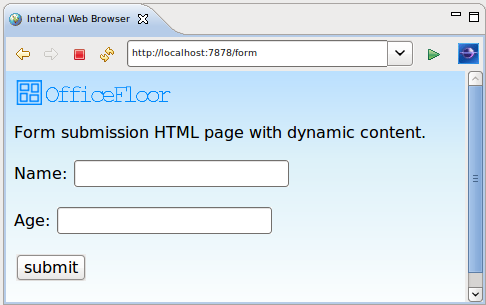 Internal Web Browser
http://localhost:7878/form
OfficeFloor
Form submission HTML page with dynamic content.
Name:
Age:
submit